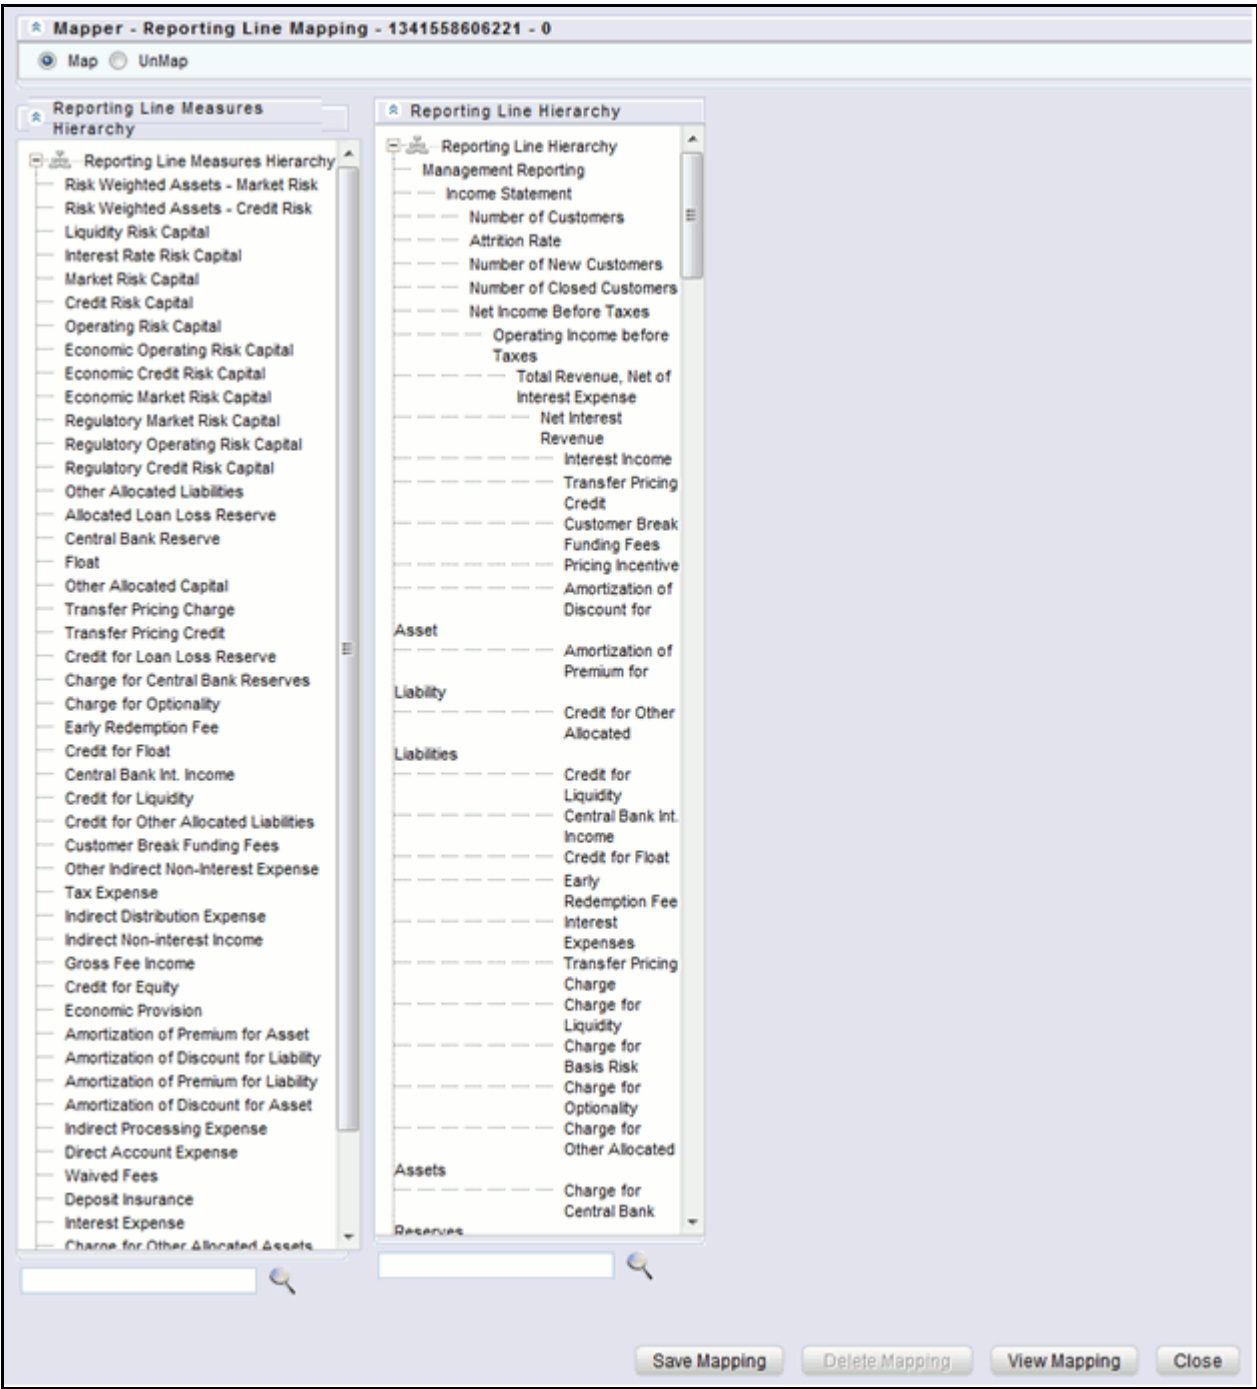 Mapper - Reporting Line Mapping - 1341558606221 - 0
Map UnMap
Reporting Line Measures
Hierarchy
Reporting Line Measures Hierarchy
Risk Weighted Assets - Market Risk
Risk Weighted Assets - Credit Risk
Liquidity Risk Capital
Interest Rate Risk Capital
Market Risk Capital
Credit Risk Capital
Operating Risk Capital
Economic Operating Risk Capital
Economic Credit Risk Capital
Economic Market Risk Capital
Regulatory Market Risk Capital
Regulatory Operating Risk Capital
Regulatory Credit Risk Capital
Other Allocated Liabilities
Allocated Loan Loss Reserve
Central Bank Reserve
Float
Other Allocated Capital
Transfer Pricing Charge
Transfer Pricing Credit
Credit for Loan Loss Reserve
Charge for Central Bank Reserves
Charge for Optionality
Early Redemption Fee
Credit for Float
Central Bank Int. Income
Credit for Liquidity
Credit for Other Allocated Liabilities
Customer Break Funding Fees
Other Indirect Non-Interest Expense
Tax Expense
Indirect Distribution Expense
Indirect Non-interest Income
Gross Fee Income
Credit for Equity
Economic Provision
Amortization of Premium for Asset
Amortization of Discount for Liability
Amortization of Premium for Liability
Amortization of Discount for Asset
Indirect Processing Expense
Direct Account Expense
Waived Fees
Deposit Insurance
Interest Expense
Charge for Other Allocated Assets
Reporting Line Hierarchy
Reporting Line Hierarchy
Management Reporting
Income Statement
Number of Customers
Attrition Rate
Number of New Customers
Number of Closed Customers
Net Income Before Taxes
Operating Income before
Taxes
Total Revenue, Net of
Interest Expense
Net Interest
Revenue
Interest Income
Transfer Pricing
Credit
Customer Break
Funding Fees
Pricing Incentive
Amortization of
Discount for
Asset
Amortization of
Premium for
Liability
Credit for Other
Allocated
Liabilities
Credit for
Liquidity
Central Bank Int.
Income
Credit for Float
Early
Redemption Fee
Interest
Expenses
Transfer Pricing
Charge
Charge for
Liquidity
Charge for
Basis Risk
Charge for
Optionality
Charge for
Other Allocated
Assets
Charge for
Central Bank
Reserves
Save Mapping Delete Mapping View Mapping Close